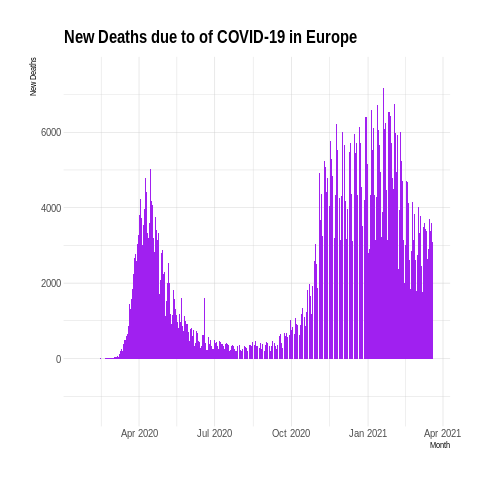 New Deaths due to of COVID-19 in Europe
New Deaths
6000
4000
2000
0
Apr 2020 Jul 2020 Oct 2020 Jan 2021 Apr 2021
Month